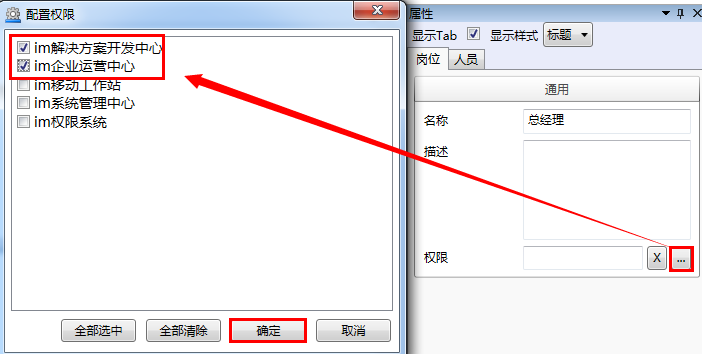 配置权限
im解决方案开发中心
im企业运营中心
im移动工作站
im系统管理中心
im权限系统
全部选中 全部清除 确定 取消
属性
显示Tab 显示样式 标题
岗位 人员
通用
名称 总经理
描述
权限 X ...